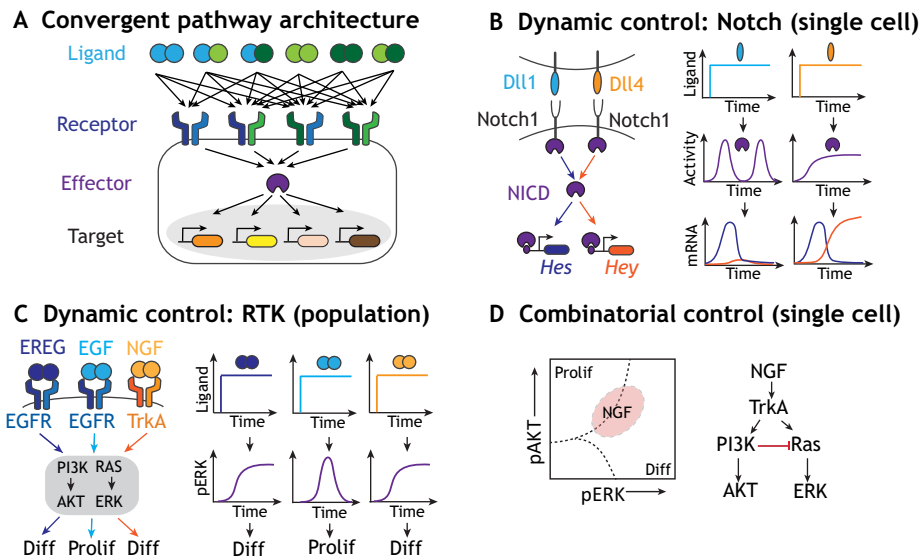 A Convergent pathway architecture
Ligand
Receptor
Effector
Target
B Dynamic control: Notch (single cell)
Dll1
Dll4
Notch1
Notch1
NICD
Hes
Hey
Ligand
Time
Time
Activity
Time
Time
mRNA
Time
Time
C Dynamic control: RTK (population)
EREG
EGF
NGF
EGFR
EGFR
TrkA
PI3K
RAS
AKT
ERK
Diff
Prolif
Diff
Ligand
Time
Time
Time
pERK
Time
Time
Time
Diff
Prolif
Diff
D Combinatorial control (single cell)
Prolif
NGF
Diff
pAKT
pERK
NGF
TrkA
PI3K
Ras
AKT
ERK